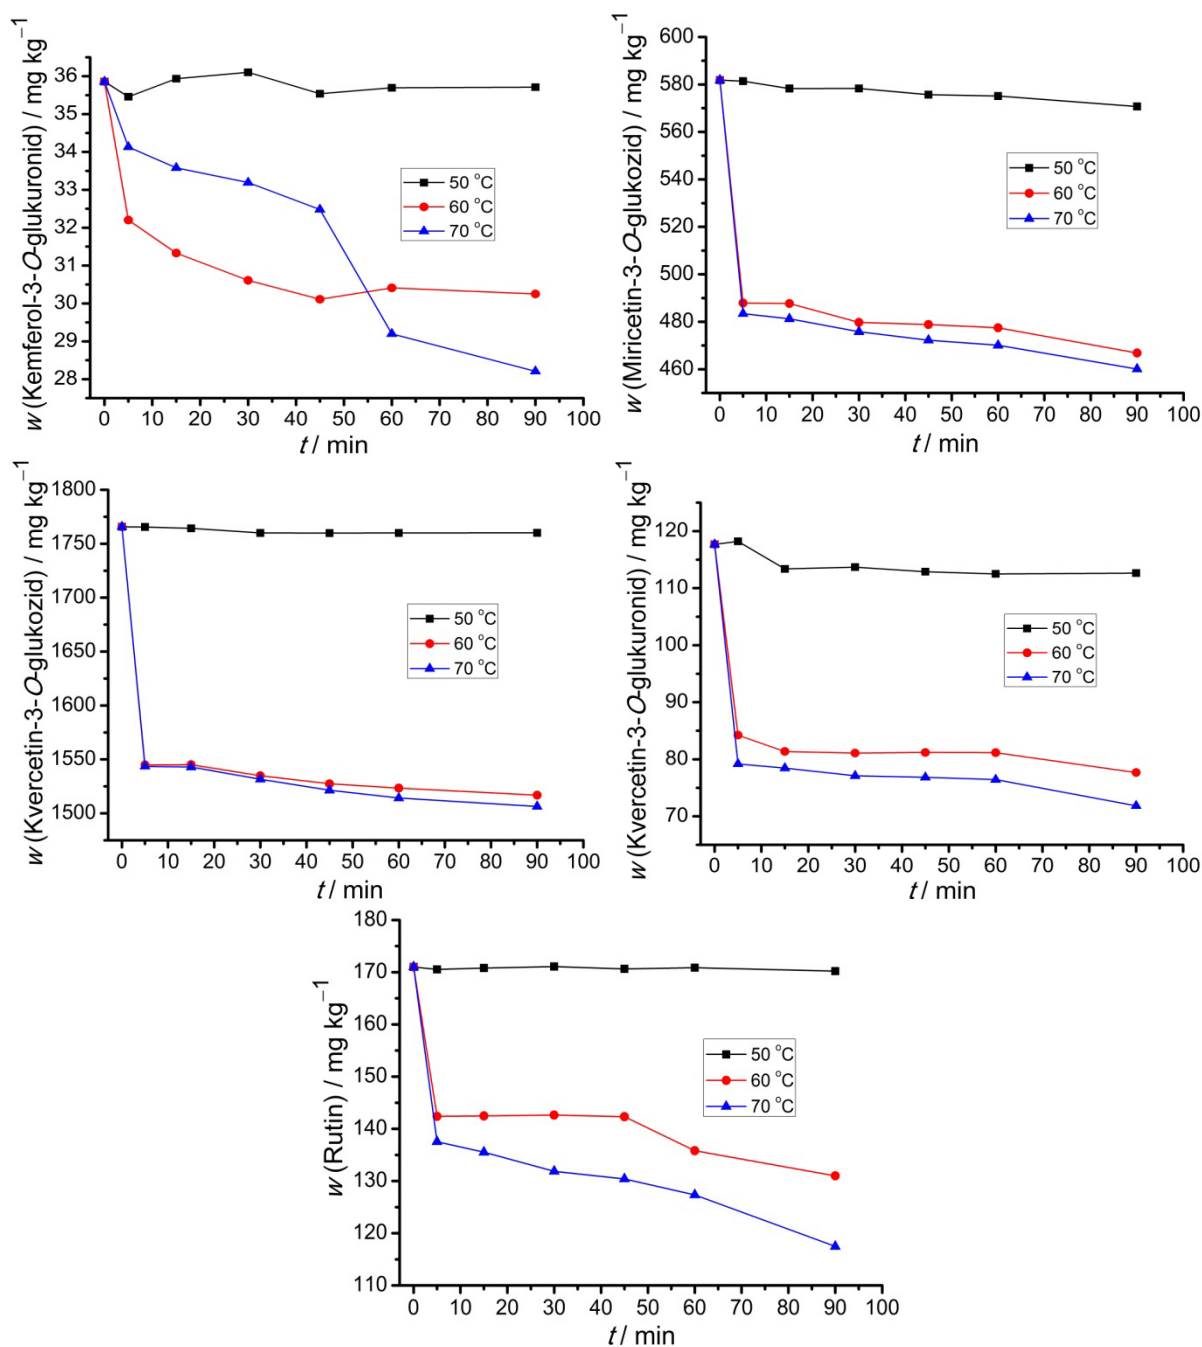 w (Kemferol-3-O-glukuronid) / mg kg⁻¹
36
35
34
33
32
31
30
29
28
0 10 20 30 40 50 60 70 80 90 100
t / min
50 °C
60 °C
70 °C
w (Miricetin-3-O-glukozid) / mg kg⁻¹
600
580
560
540
520
500
480
460
0 10 20 30 40 50 60 70 80 90 100
t / min
50 °C
60 °C
70 °C
w (Kvercetin-3-O-glukozid) / mg kg⁻¹
1800
1750
1700
1650
1600
1550
1500
0 10 20 30 40 50 60 70 80 90 100
t / min
50 °C
60 °C
70 °C
w (Kvercetin-3-O-glukuronid) / mg kg⁻¹
120
110
100
90
80
70
0 10 20 30 40 50 60 70 80 90 100
t / min
50 °C
60 °C
70 °C
w (Rutin) / mg kg⁻¹
180
170
160
150
140
130
120
110
0 10 20 30 40 50 60 70 80 90 100
t / min
50 °C
60 °C
70 °C